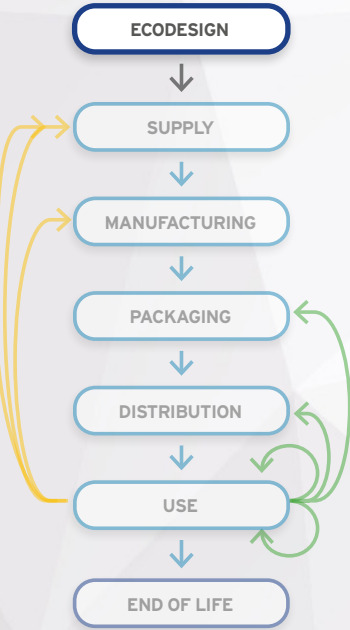 ECODESIGN
SUPPLY
MANUFACTURING
PACKAGING
DISTRIBUTION
USE
END OF LIFE